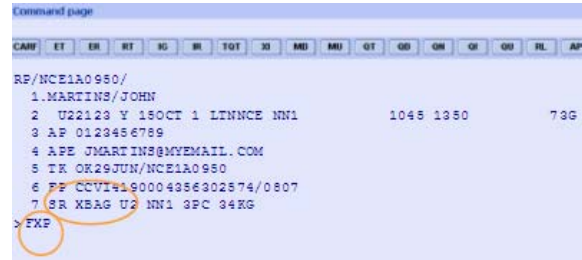 Command page
CARF ET ER RT IG IR TQT XI MD MU QT QD QN QI QU RL AP
RP/NCE1A0950/
1.MARTINS/JOHN
2 U22123 Y 15OCT 1 LTNNCE NN1 1045 1350 73G
3 AP 0123456789
4 APE JMARTINS@MYEMAIL.COM
5 TK OK29JUN/NCE1A0950
6 FP CCVI4190004356302574/0807
7 SR XBAG U2 NN1 3PC 34KG
>FXP